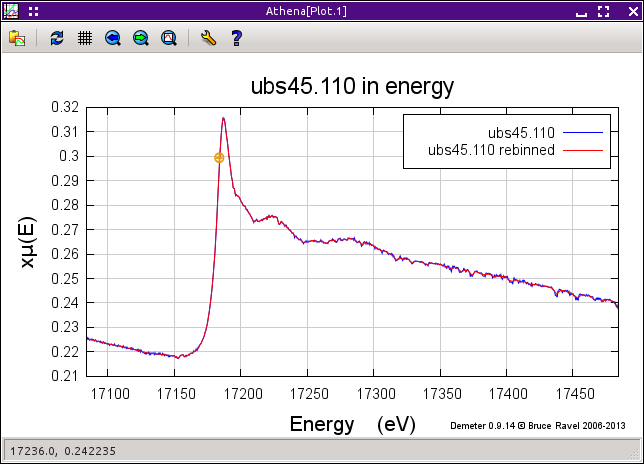 Athena[Plot.1]
ubs45.110 in energy
ubs45.110
ubs45.110 rebinned
0.32
0.31
0.3
0.29
0.28
0.27
0.26
0.25
0.24
0.23
0.22
0.21
xμ(E)
17100 17150 17200 17250 17300 17350 17400 17450
Energy (eV)
Demeter 0.9.14 © Bruce Ravel 2006-2013
17236.0, 0.242235